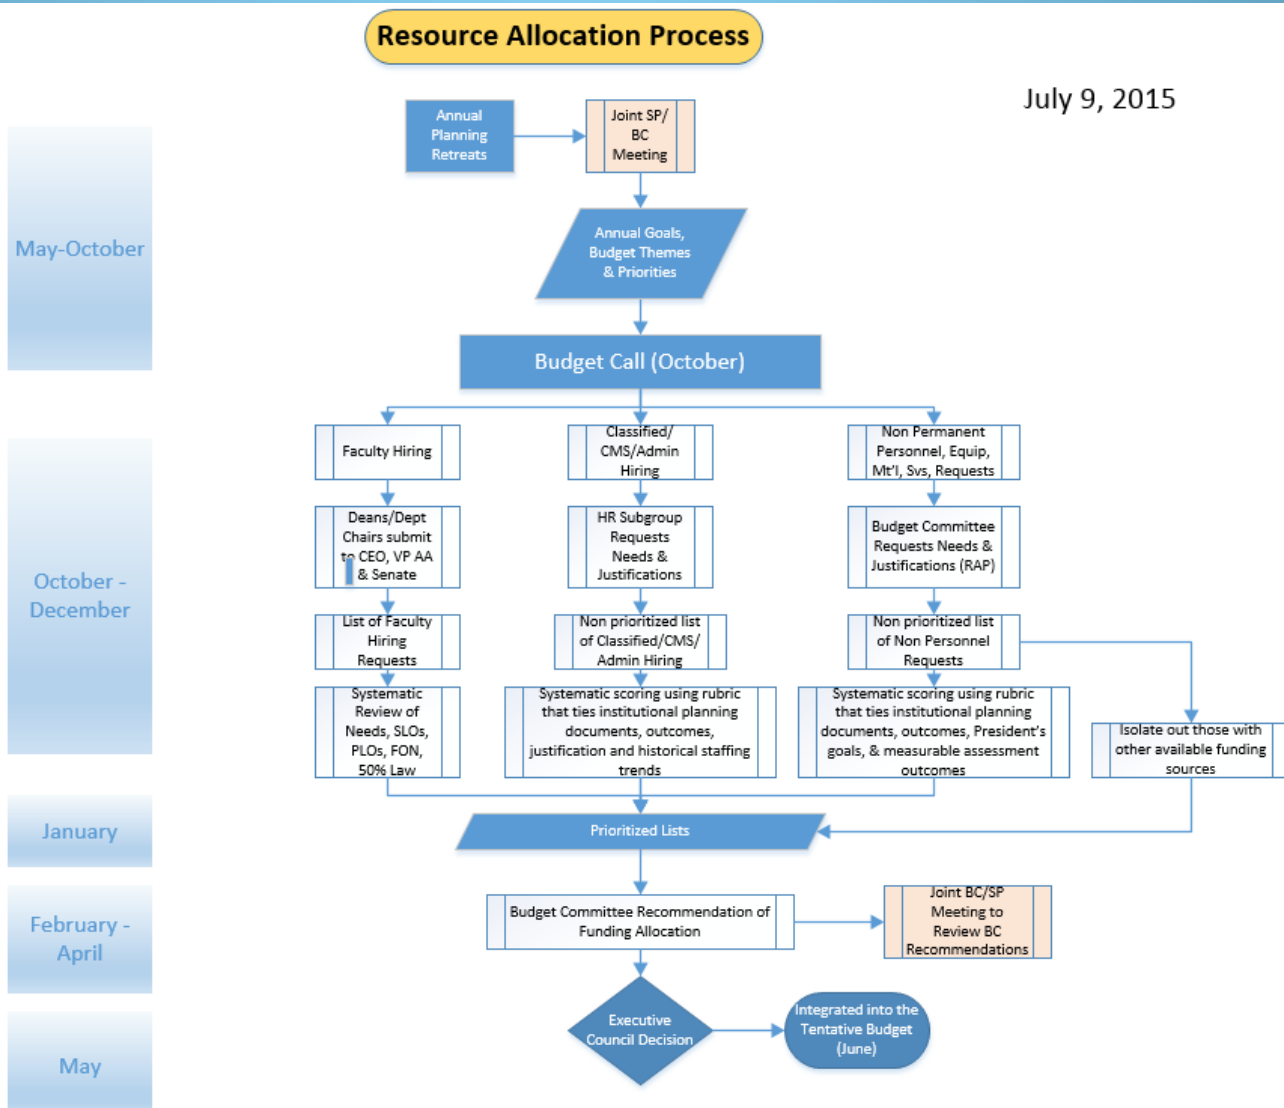 Resource Allocation Process
July 9, 2015
Annual
Planning
Retreats
Joint SP/
BC
Meeting
May-October
Annual Goals,
Budget Themes
& Priorities
Budget Call (October)
Faculty Hiring
Classified/
CMS/Admin
Hiring
Non Permanent
Personnel, Equip,
Mt'l, Svs, Requests
October -
December
Deans/Dept
Chairs submit
to CEO, VP AA
& Senate
HR Subgroup
Requests
Needs &
Justifications
Budget Committee
Requests Needs &
Justifications (RAP)
List of Faculty
Hiring
Requests
Non prioritized list
of Classified/CMS/
Admin Hiring
Non prioritized list
of Non Personnel
Requests
Systematic
Review of
Needs, SLOs,
PLOs, FON,
50% Law
Systematic scoring using rubric
that ties institutional planning
documents, outcomes,
justification and historical staffing
trends
Systematic scoring using rubric
that ties institutional planning
documents, outcomes, President's
goals, & measurable assessment
outcomes
Isolate out those with
other available funding
sources
January
Prioritized Lists
February -
April
Budget Committee Recommendation of
Funding Allocation
Joint BC/SP
Meeting to
Review BC
Recommendations
May
Executive
Council Decision
Integrated into the
Tentative Budget
(June)